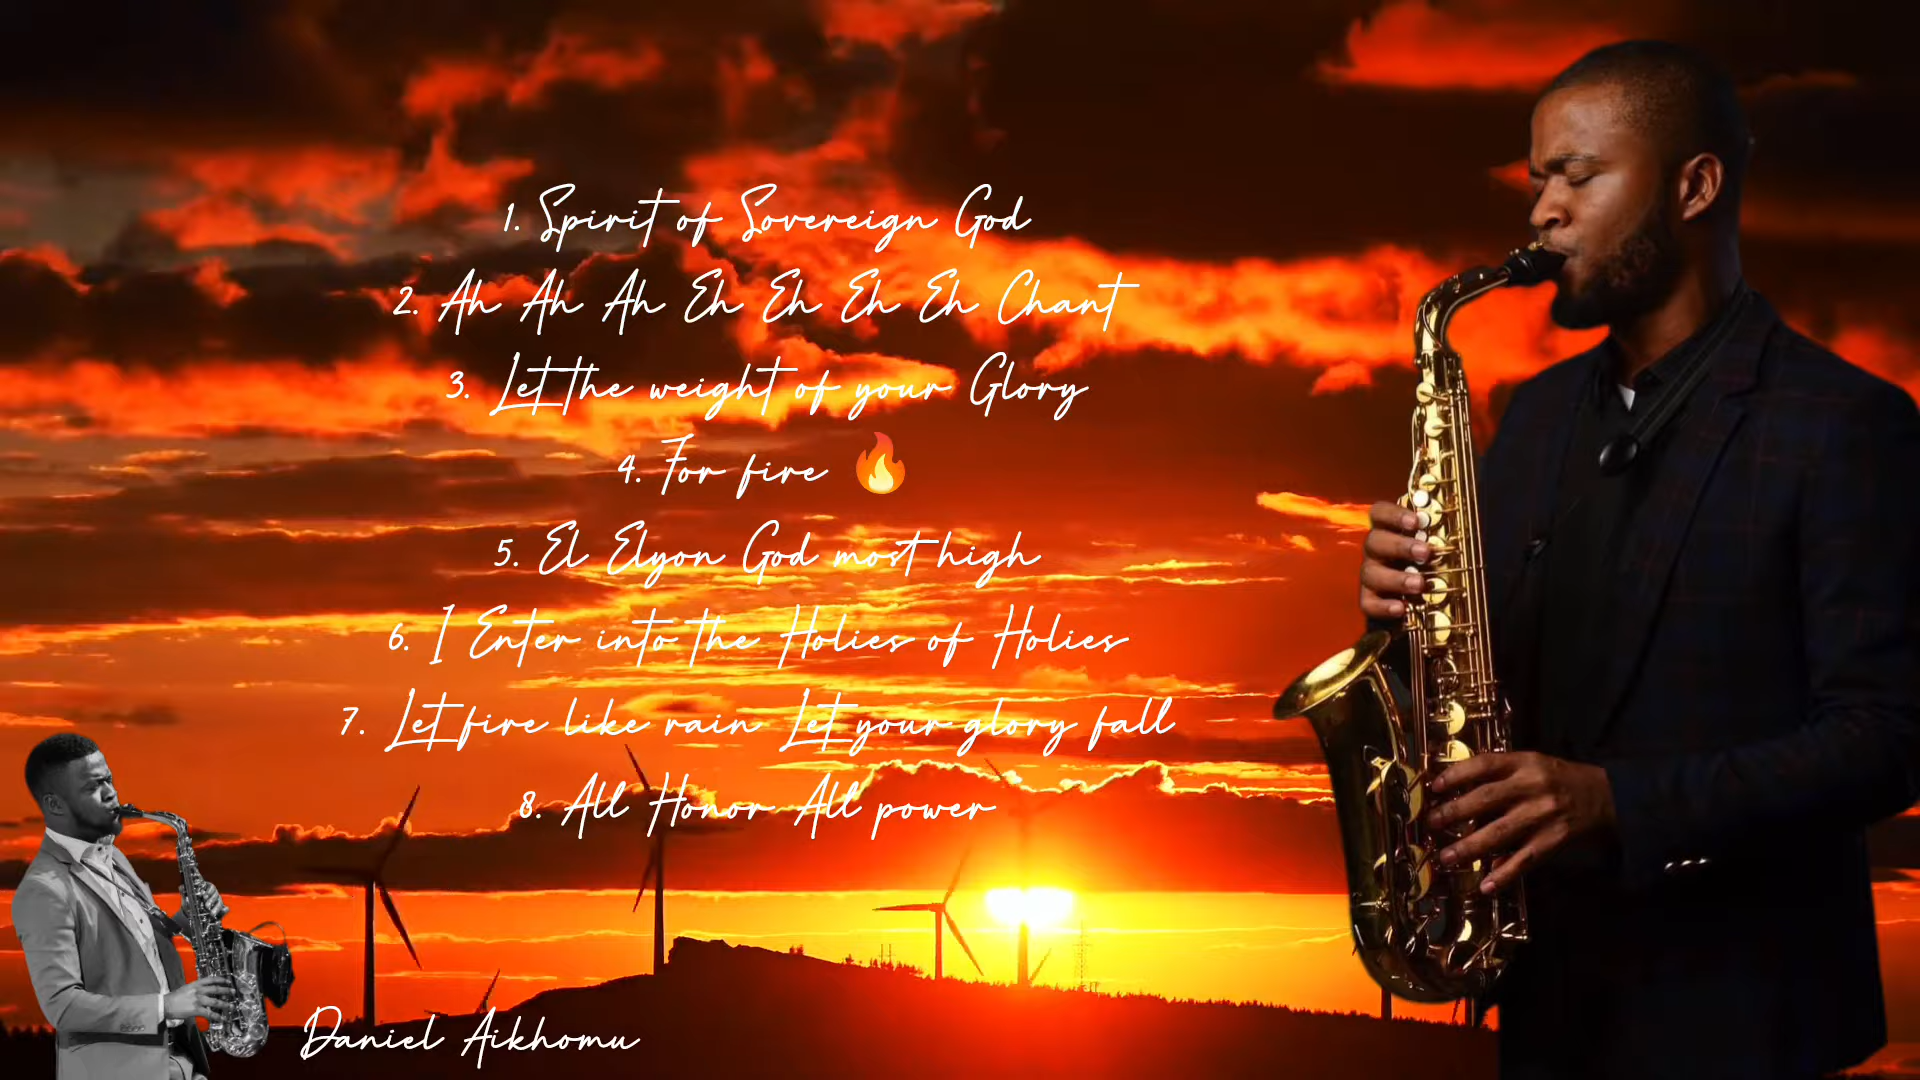 1. Spirit of Sovereign God
2. Ah Ah Ah Eh Eh Eh Eh Chant
3. Let the weight of your Glory
4. For fire 🔥
5. El Elyon God most high
6. I Enter into the Holies of Holies
7. Let fire like rain Let your glory fall
8. All Honor All power
Daniel Aikhomu